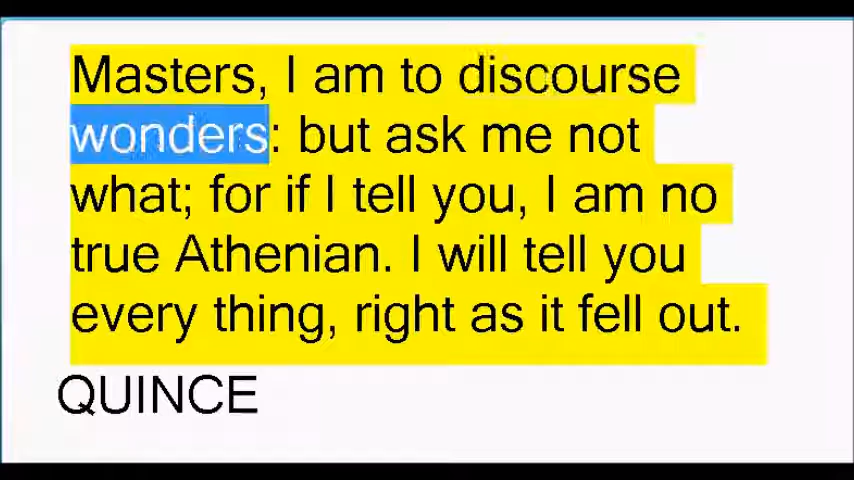 Masters, I am to discourse
wonders: but ask me not
what; for if I tell you, I am no
true Athenian. I will tell you
every thing, right as it fell out.
QUINCE